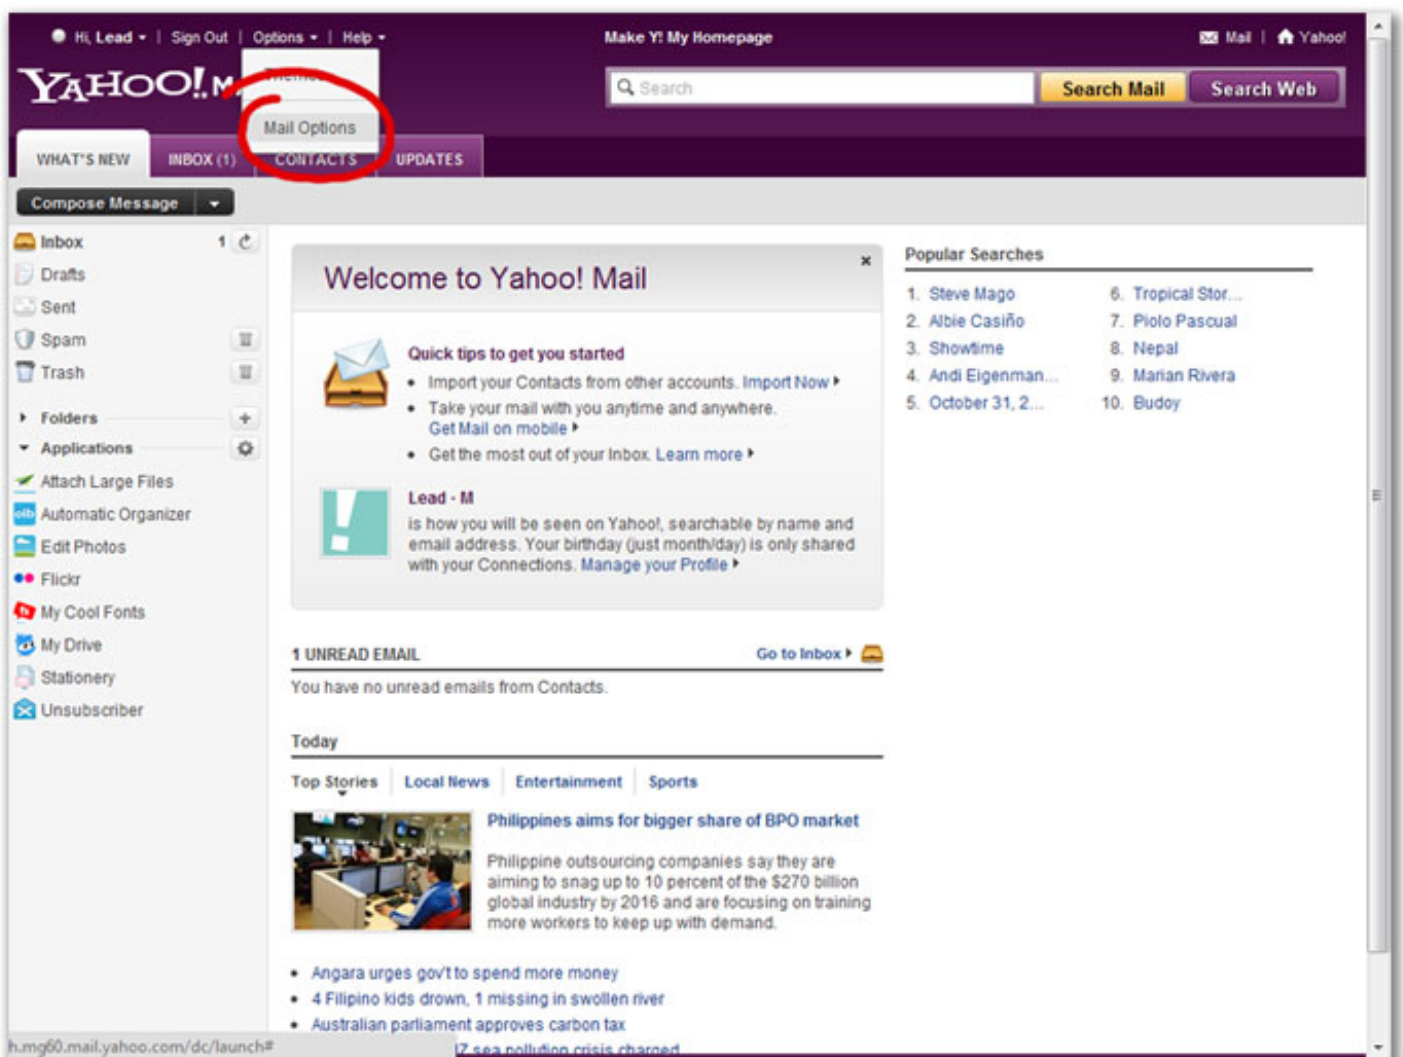 Hi, Lead | Sign Out | Options | Help
Make Y! My Homepage
Mail | Yahoo!
YAHOO! M
Search
Search Mail
Search Web
Mail Options
WHAT'S NEW
INBOX (1)
CONTACTS
UPDATES
Compose Message
Inbox 1
Drafts
Sent
Spam
Trash
Folders
Applications
Attach Large Files
Automatic Organizer
Edit Photos
Flickr
My Cool Fonts
My Drive
Stationery
Unsubscriber
Welcome to Yahoo! Mail
Quick tips to get you started
• Import your Contacts from other accounts. Import Now
• Take your mail with you anytime and anywhere.
Get Mail on mobile
• Get the most out of your Inbox. Learn more
Lead - M
is how you will be seen on Yahoo!, searchable by name and
email address. Your birthday (just month/day) is only shared
with your Connections. Manage your Profile
1 UNREAD EMAIL
Go to Inbox
You have no unread emails from Contacts.
Today
Top Stories | Local News | Entertainment | Sports
Philippines aims for bigger share of BPO market
Philippine outsourcing companies say they are
aiming to snag up to 10 percent of the $270 billion
global industry by 2016 and are focusing on training
more workers to keep up with demand.
• Angara urges gov't to spend more money
• 4 Filipino kids drown, 1 missing in swollen river
• Australian parliament approves carbon tax
NZ sea pollution crisis charged
Popular Searches
1. Steve Mago
2. Albie Casiño
3. Showtime
4. Andi Eigenman...
5. October 31, 2...
6. Tropical Stor...
7. Piolo Pascual
8. Nepal
9. Marian Rivera
10. Budoy
h.mg60.mail.yahoo.com/dc/launch#